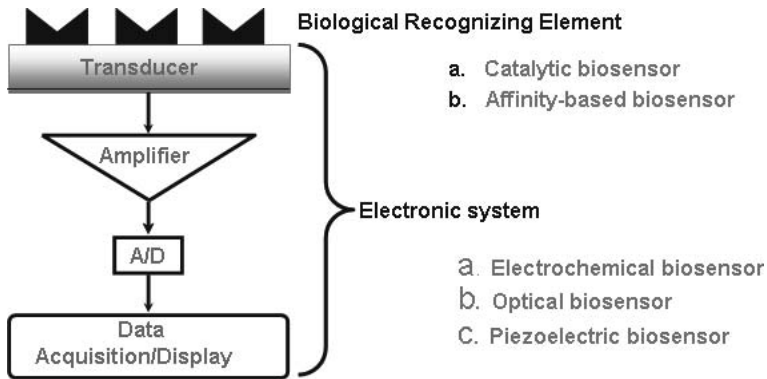 Biological Recognizing Element
Transducer
a. Catalytic biosensor
b. Affinity-based biosensor
Amplifier
Electronic system
A/D
a. Electrochemical biosensor
b. Optical biosensor
c. Piezoelectric biosensor
Data
Acquisition/Display